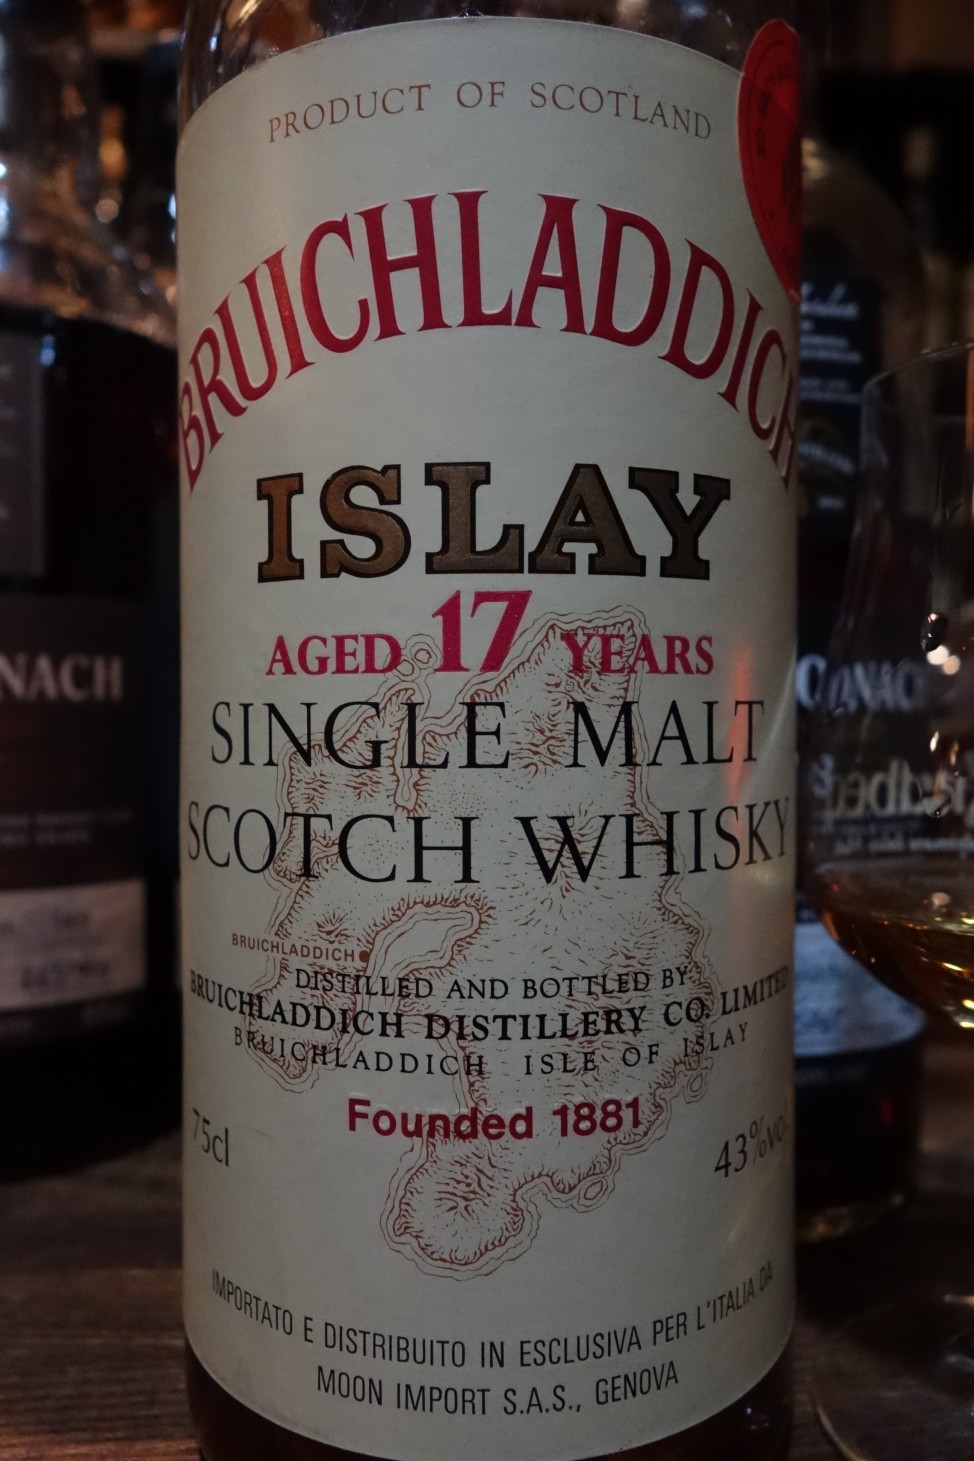 PRODUCT OF SCOTLAND
BRUICHLADDICH
ISLAY
AGED 17 YEARS
SINGLE MALT
SCOTCH WHISKY
BRUICHLADDICH
DISTILLED AND BOTTLED BY
BRUICHLADDICH DISTILLERY CO. LIMITED
BRUICHLADDICH ISLE OF ISLAY
Founded 1881
75cl
43%vol
IMPORTATO E DISTRIBUITO IN ESCLUSIVA PER L'ITALIA DA
MOON IMPORT S.A.S., GENOVA
NACH